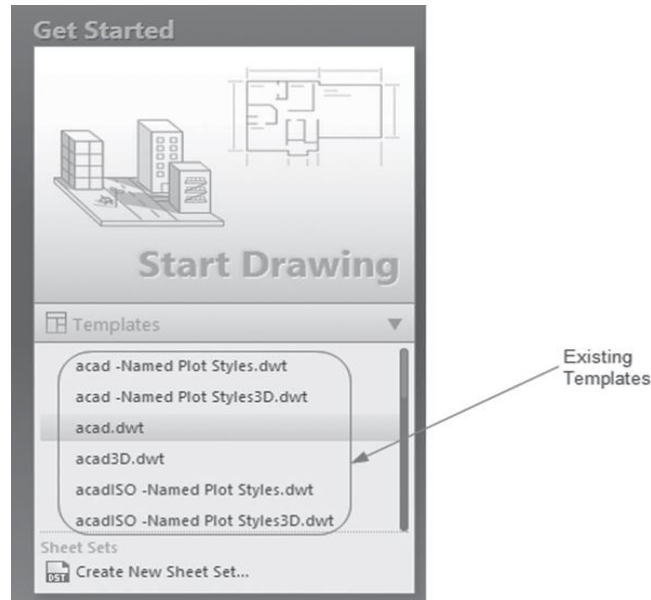 Get Started
Start Drawing
Templates
acad -Named Plot Styles.dwt
acad -Named Plot Styles3D.dwt
acad.dwt
acad3D.dwt
acadISO -Named Plot Styles.dwt
acadISO -Named Plot Styles3D.dwt
Sheet Sets
DST
Create New Sheet Set...
Existing
Templates